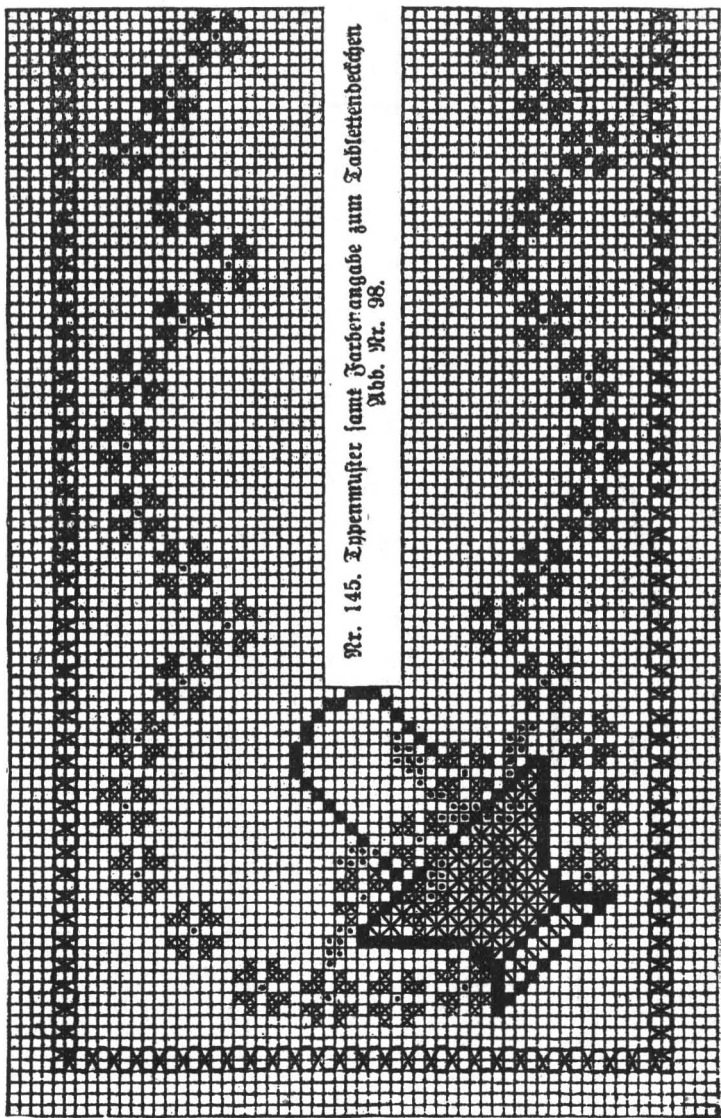 Nr. 145. Typenmuster samt Farbenangabe zum Tablettendeckchen
Abb. Nr. 98.